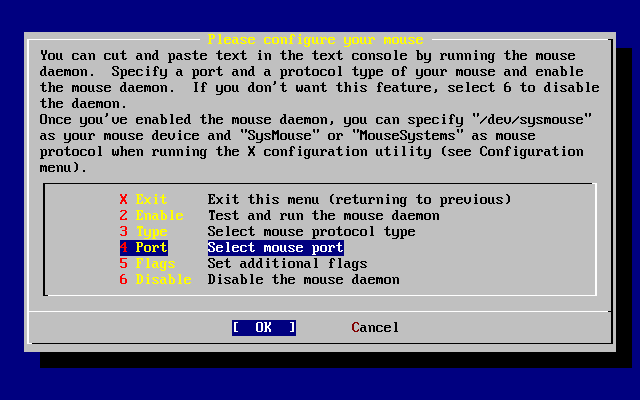 Please configure your mouse
You can cut and paste text in the text console by running the mouse
daemon.  Specify a port and a protocol type of your mouse and enable
the mouse daemon.  If you don't want this feature, select 6 to disable
the daemon.
Once you've enabled the mouse daemon, you can specify "/dev/sysmouse"
as your mouse device and "SysMouse" or "MouseSystems" as mouse
protocol when running the X configuration utility (see Configuration
menu).
X Exit     Exit this menu (returning to previous)
2 Enable   Test and run the mouse daemon
3 Type     Select mouse protocol type
4 Port     Select mouse port
5 Flags    Set additional flags
6 Disable  Disable the mouse daemon
[  OK  ]       Cancel